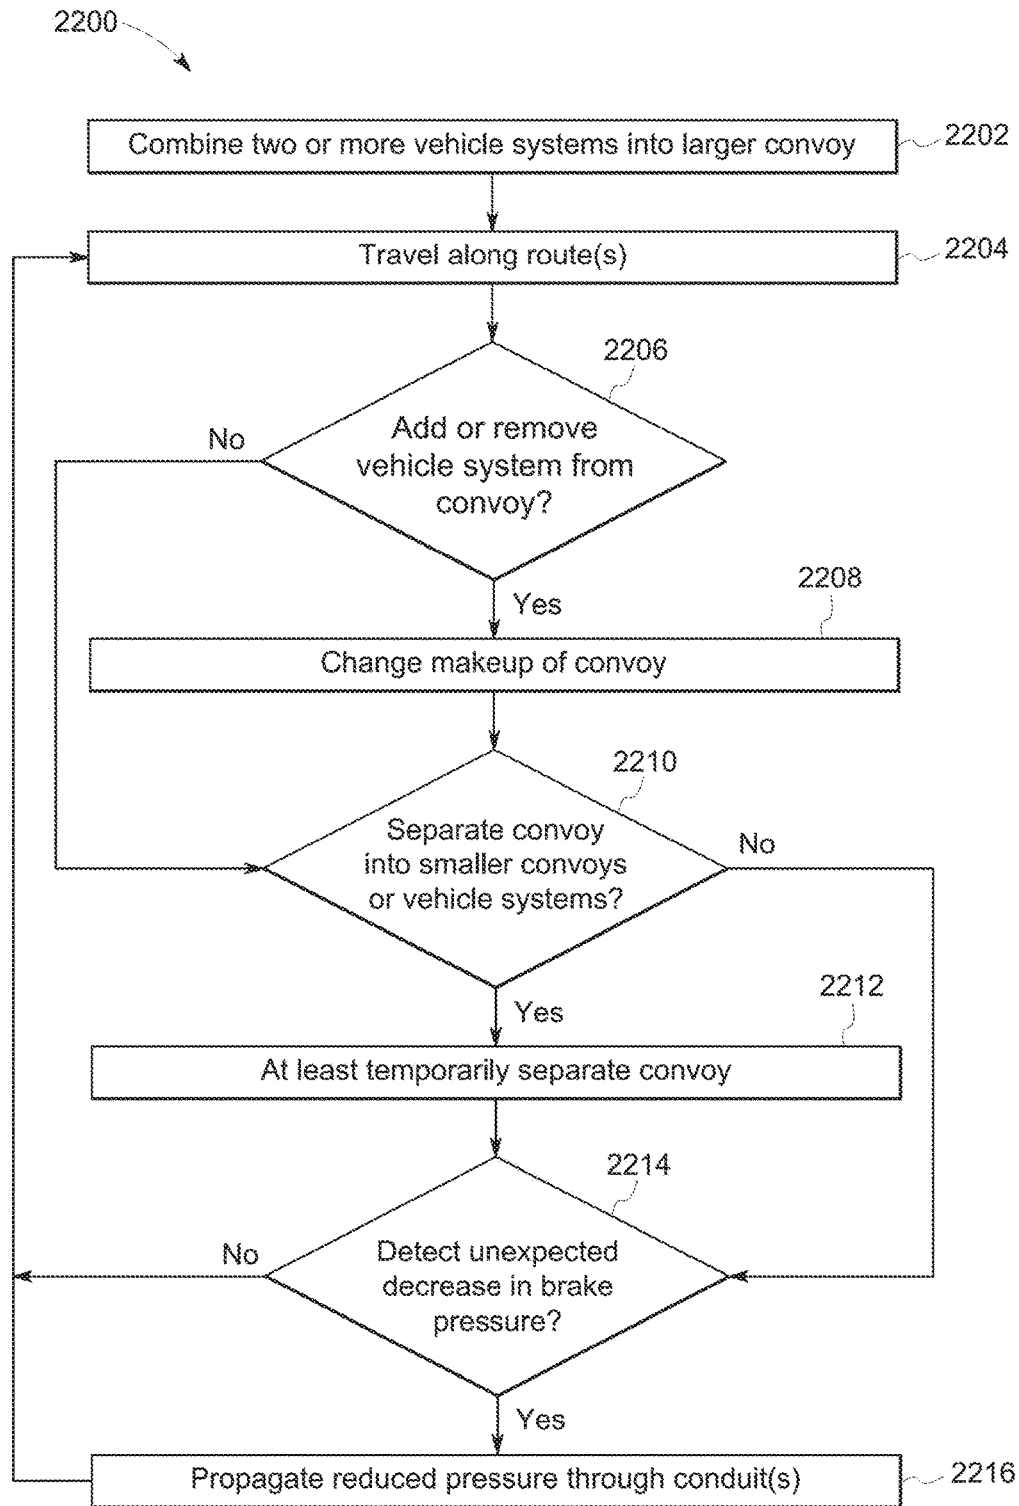 2200
Combine two or more vehicle systems into larger convoy
2202
Travel along route(s)
2204
2206
Add or remove
vehicle system from
convoy?
No
Yes
2208
Change makeup of convoy
2210
Separate convoy
into smaller convoys
or vehicle systems?
No
Yes
2212
At least temporarily separate convoy
2214
Detect unexpected
decrease in brake
pressure?
No
Yes
Propagate reduced pressure through conduit(s)
2216